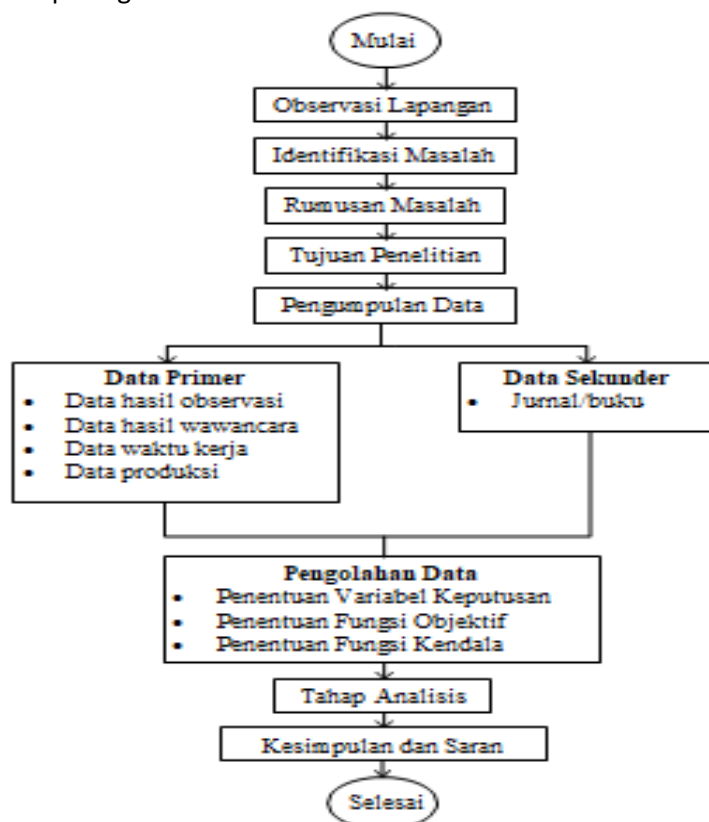 Mulai
Observasi Lapangan
Identifikasi Masalah
Rumusan Masalah
Tujuan Penelitian
Pengumpulan Data
Data Primer
• Data hasil observasi
• Data hasil wawancara
• Data waktu kerja
• Data produksi
Data Sekunder
• Jurnal/buku
Pengolahan Data
• Penentuan Variabel Keputusan
• Penentuan Fungsi Objektif
• Penentuan Fungsi Kendala
Tahap Analisis
Kesimpulan dan Saran
Selesai